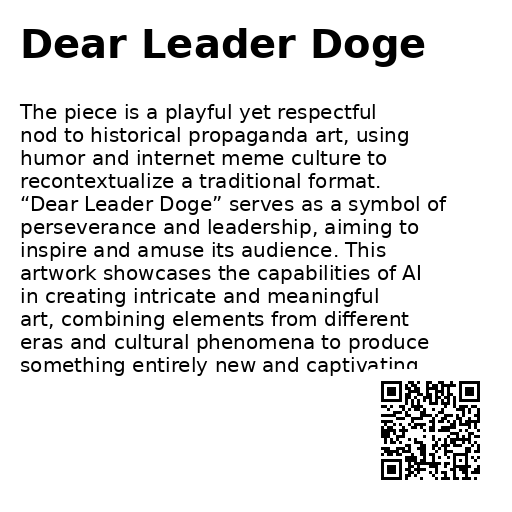 Dear Leader Doge
The piece is a playful yet respectful
nod to historical propaganda art, using
humor and internet meme culture to
recontextualize a traditional format.
“Dear Leader Doge” serves as a symbol of
perseverance and leadership, aiming to
inspire and amuse its audience. This
artwork showcases the capabilities of AI
in creating intricate and meaningful
art, combining elements from different
eras and cultural phenomena to produce
something entirely new and captivating